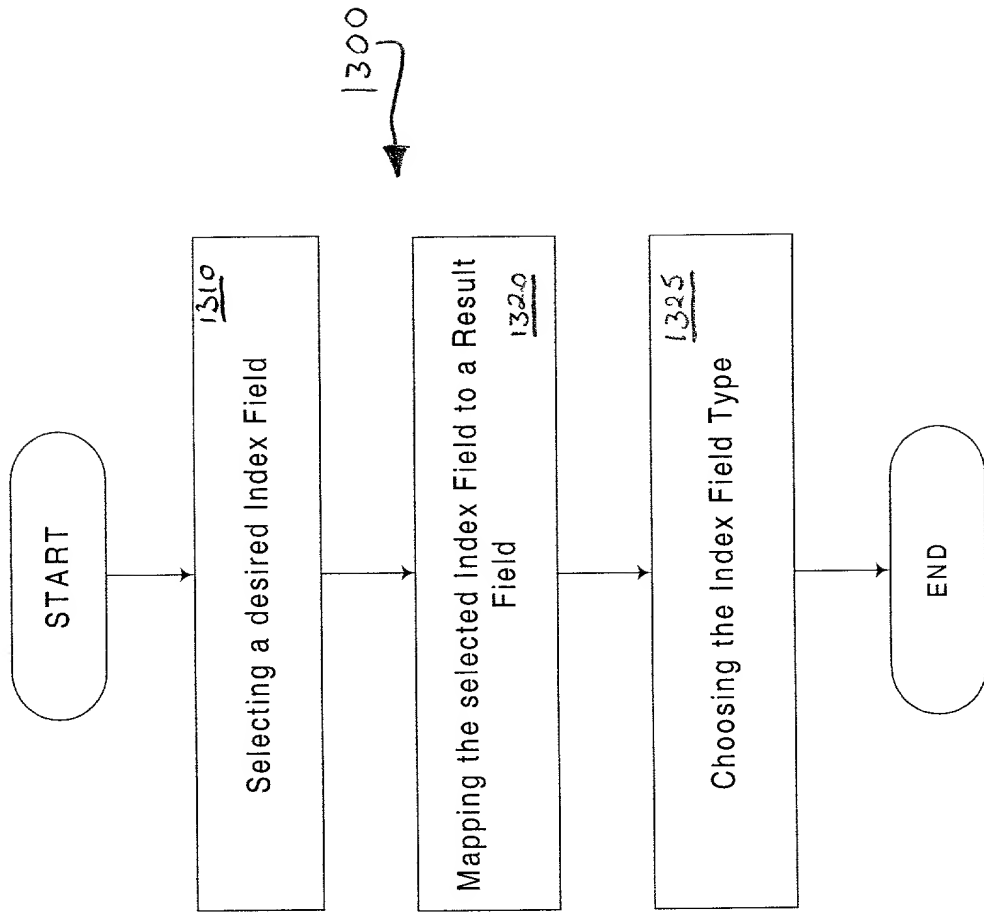 START
1300
1310
Selecting a desired Index Field
Mapping the selected Index Field to a Result
Field
1320
1325
Choosing the Index Field Type
END